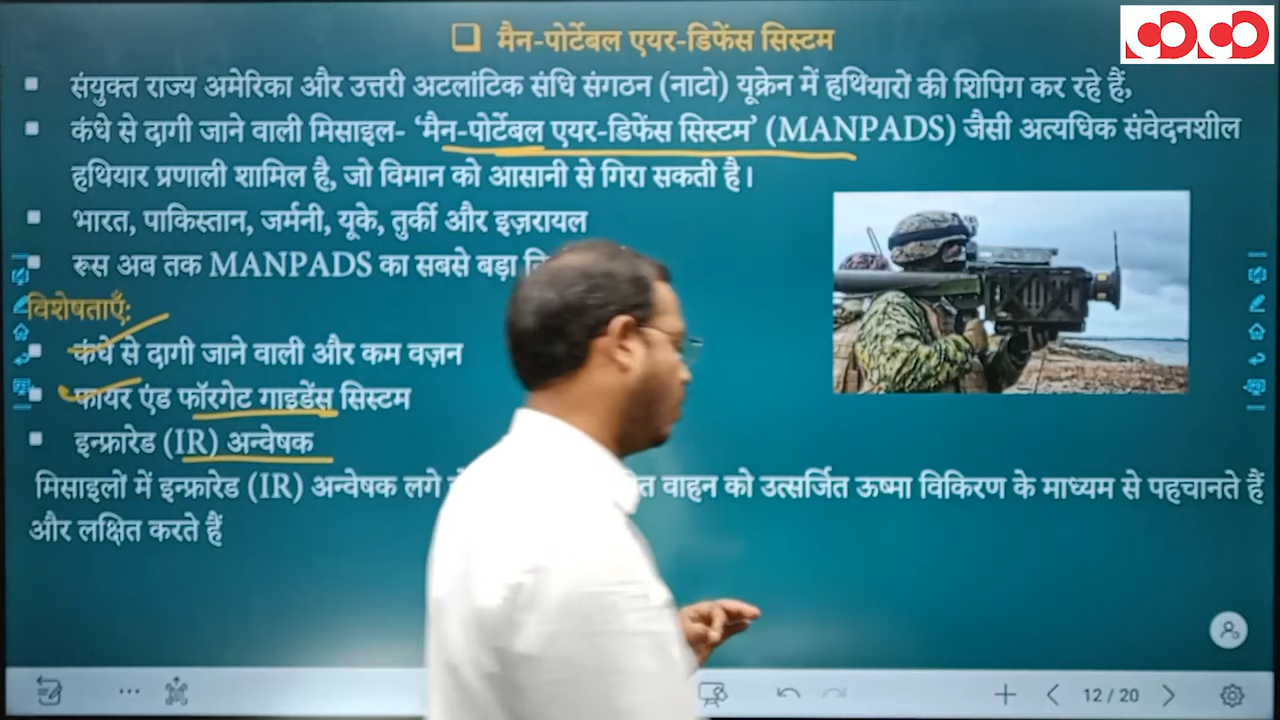 मैन-पोर्टेबल एयर-डिफेंस सिस्टम
संयुक्त राज्य अमेरिका और उत्तरी अटलांटिक संधि संगठन (नाटो) यूक्रेन में हथियारों की शिपिग कर रहे हैं,
कंधे से दागी जाने वाली मिसाइल- ‘मैन-पोर्टेबल एयर-डिफेंस सिस्टम’ (MANPADS) जैसी अत्यधिक संवेदनशील
हथियार प्रणाली शामिल है, जो विमान को आसानी से गिरा सकती है।
भारत, पाकिस्तान, जर्मनी, यूके, तुर्की और इज़रायल
रूस अब तक MANPADS का सबसे बड़ा
विशेषताएँ:
कंधे से दागी जाने वाली और कम वज़न
फायर एंड फॉरगेट गाइडेंस सिस्टम
इन्फ्रारेड (IR) अन्वेषक
मिसाइलों में इन्फ्रारेड (IR) अन्वेषक लगे वाहन को उत्सर्जित ऊष्मा विकिरण के माध्यम से पहचानते हैं
और लक्षित करते हैं
12 / 20